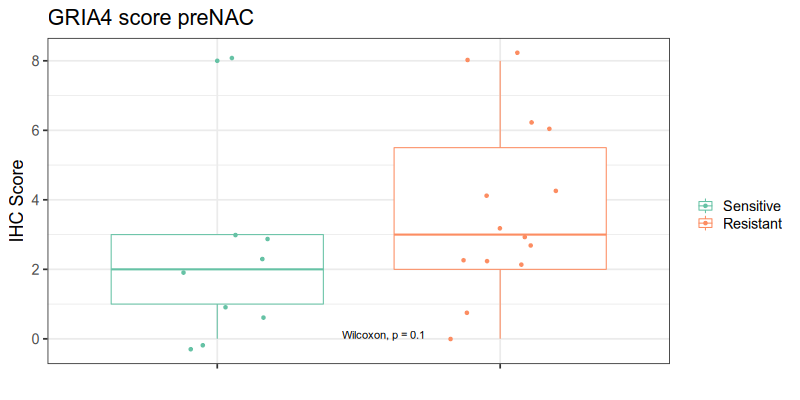 GRIA4 score preNAC
IHC Score
8
6
4
2
0
Wilcoxon, p = 0.1
Sensitive
Resistant